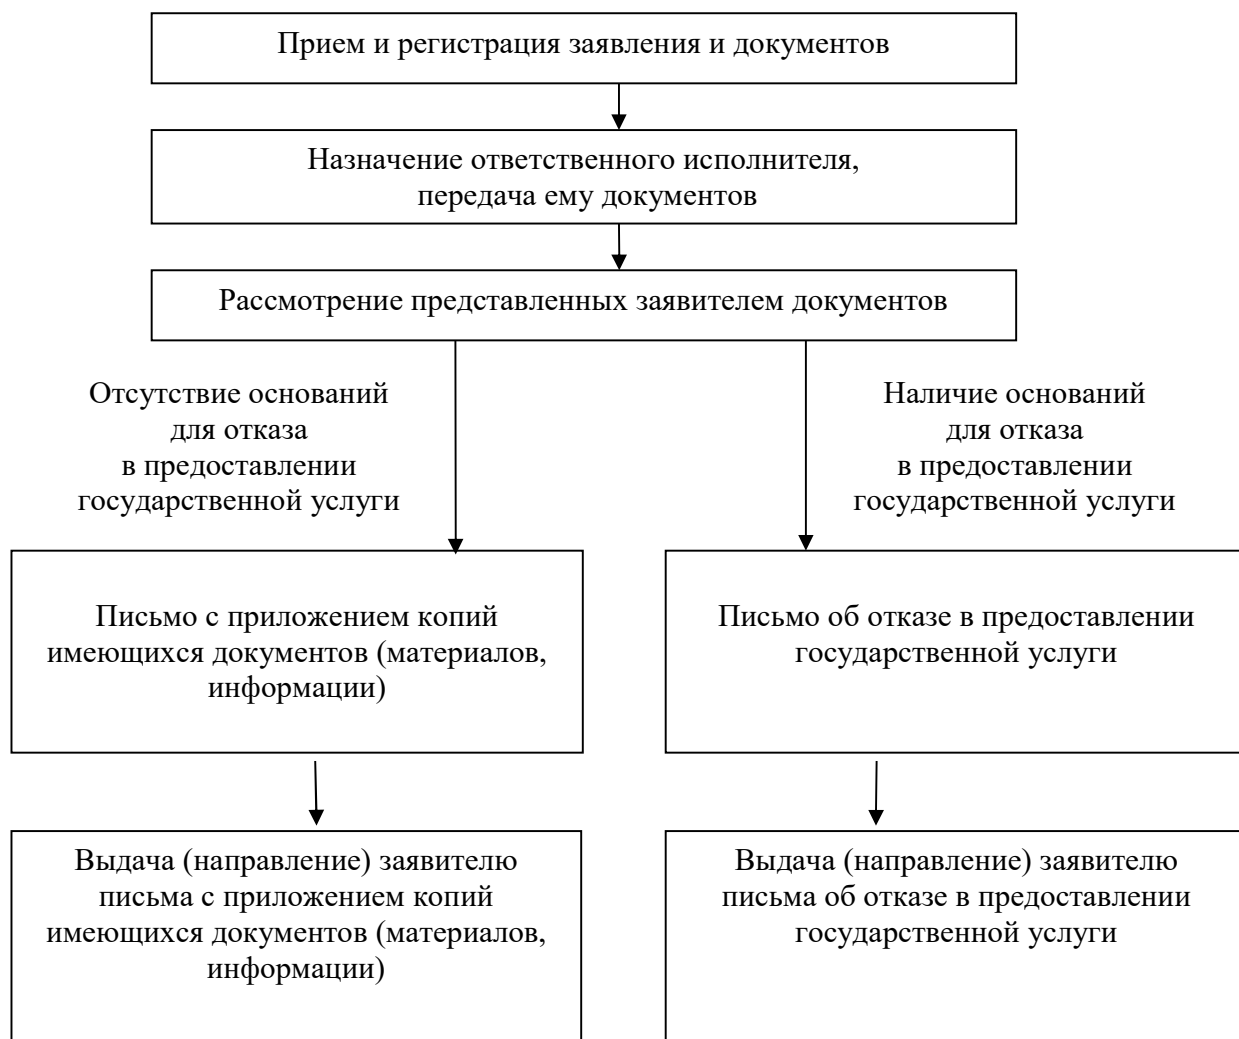 Прием и регистрация заявления и документов
Назначение ответственного исполнителя,
передача ему документов
Рассмотрение представленных заявителем документов
Отсутствие оснований
для отказа
в предоставлении
государственной услуги
Наличие оснований
для отказа
в предоставлении
государственной услуги
Письмо с приложением копий
имеющихся документов (материалов,
информации)
Письмо об отказе в предоставлении
государственной услуги
Выдача (направление) заявителю
письма с приложением копий
имеющихся документов (материалов,
информации)
Выдача (направление) заявителю
письма об отказе в предоставлении
государственной услуги